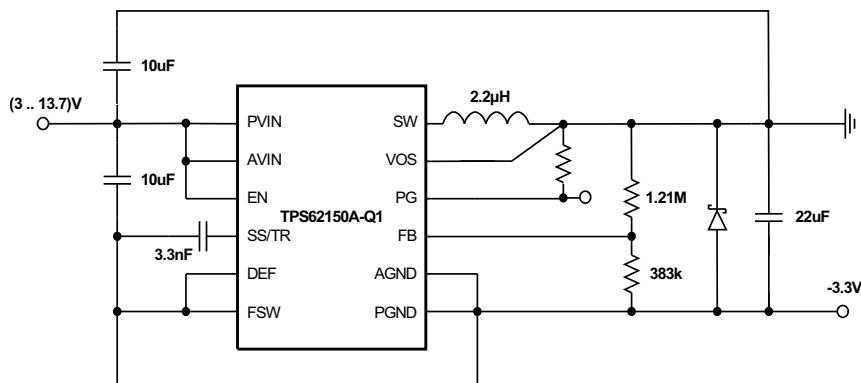 10uF
(3 .. 13.7)V
10uF
3.3nF
PVIN
AVIN
EN
SS/TR
DEF
FSW
TPS62150A-Q1
SW
VOS
PG
FB
AGND
PGND
2.2µH
1.21M
383k
22uF
-3.3V